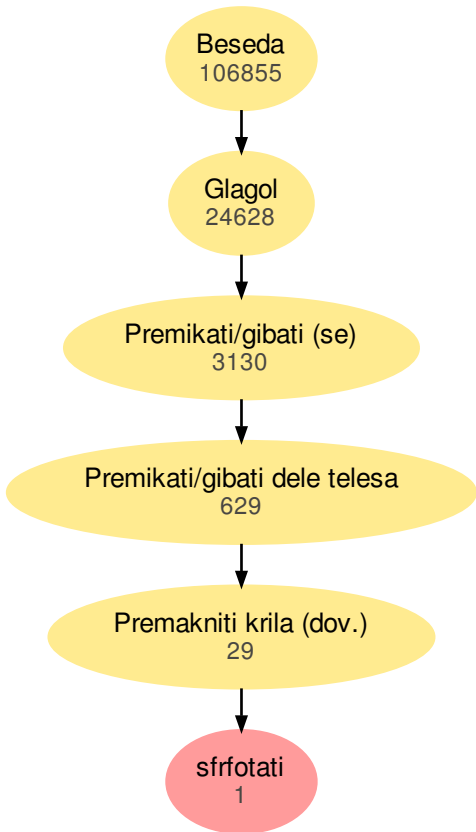 Beseda
106855
Glagol
24628
Premikati/gibati (se)
3130
Premikati/gibati dele telesa
629
Premakniti krila (dov.)
29
sfrfotati
1